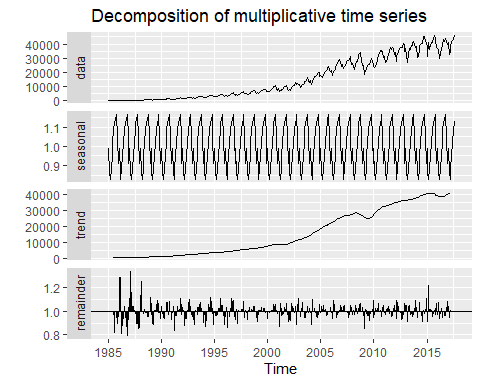 Decomposition of multiplicative time series
data
40000
30000
20000
10000
0
seasonal
1.1
1.0
0.9
trend
40000
30000
20000
10000
0
remainder
1.2
1.0
0.8
1985 1990 1995 2000 2005 2010 2015
Time